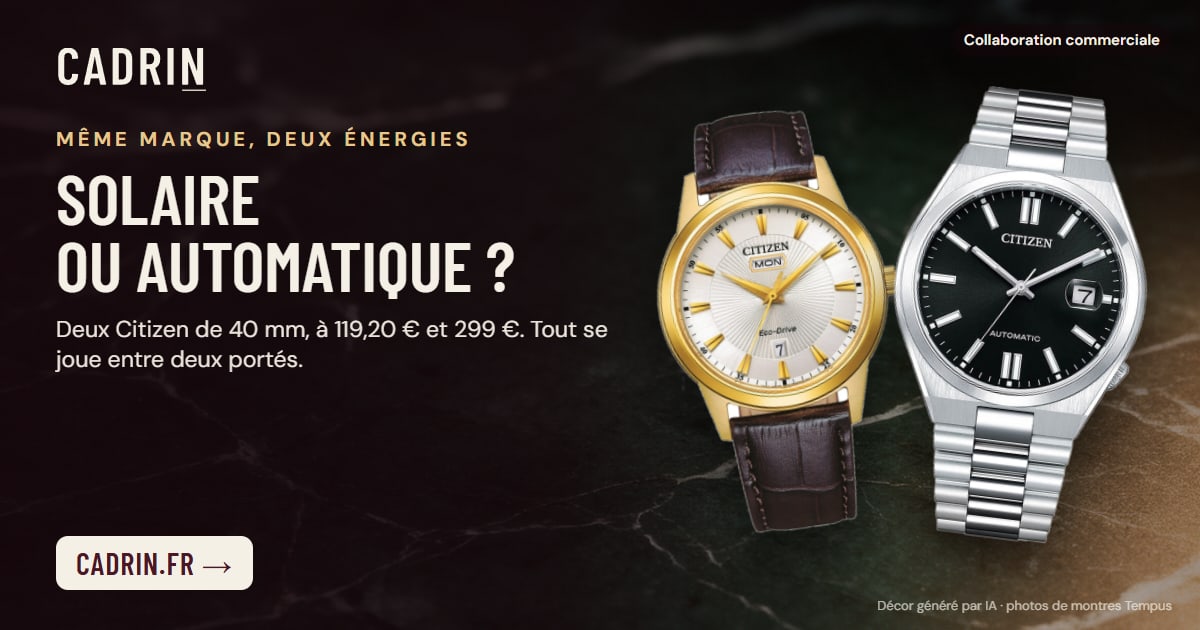 CADRIN
Collaboration commerciale
MÊME MARQUE, DEUX ÉNERGIES
SOLAIRE
OU AUTOMATIQUE ?
Deux Citizen de 40 mm, à 119,20 € et 299 €. Tout se
joue entre deux portés.
CITIZEN
MON
Eco-Drive
7
CITIZEN
7
AUTOMATIC
CADRIN.FR →
Décor généré par IA · photos de montres Tempus